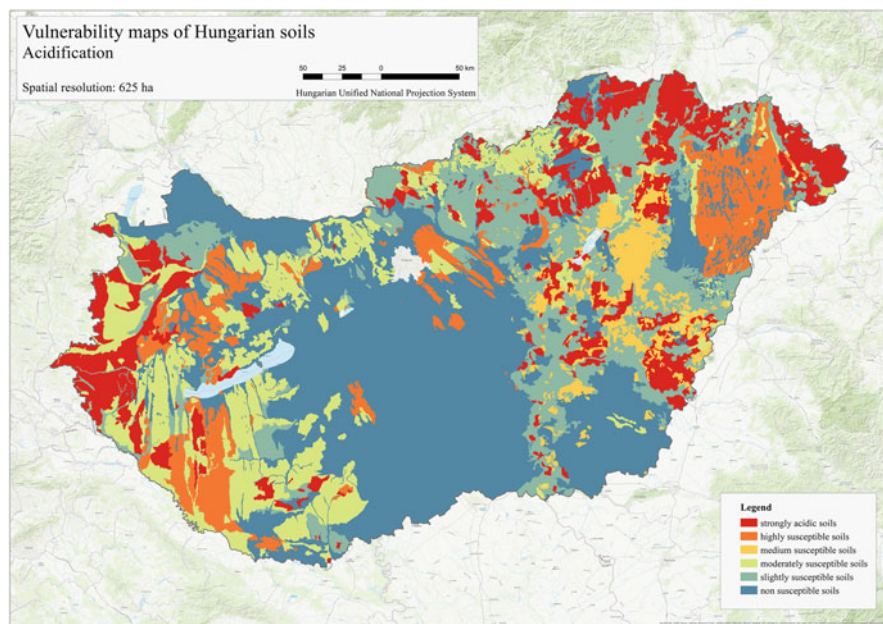 Vulnerability maps of Hungarian soils
Acidification
Spatial resolution: 625 ha
50 25 0 50 km
Hungarian Unified National Projection System
Legend
strongly acidic soils
highly susceptible soils
medium susceptible soils
moderately susceptible soils
slightly susceptible soils
non susceptible soils